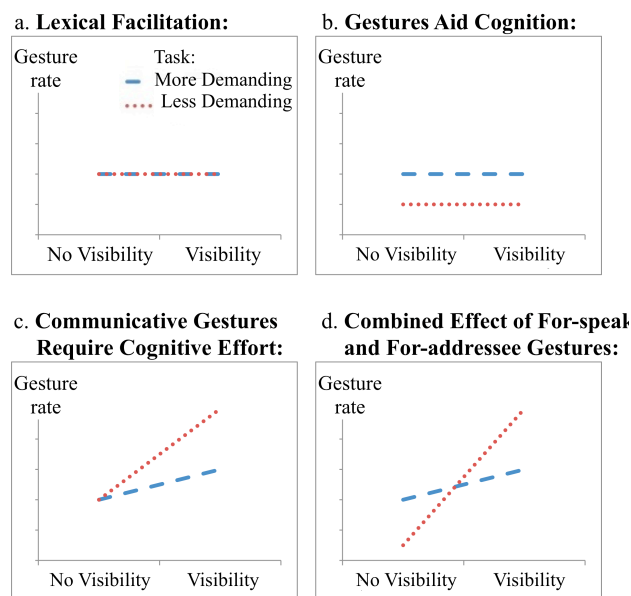 a. Lexical Facilitation:
Gesture
rate
Task:
More Demanding
Less Demanding
No Visibility Visibility
b. Gestures Aid Cognition:
Gesture
rate
No Visibility Visibility
c. Communicative Gestures
Require Cognitive Effort:
Gesture
rate
No Visibility Visibility
d. Combined Effect of For-speak
and For-addressee Gestures:
Gesture
rate
No Visibility Visibility